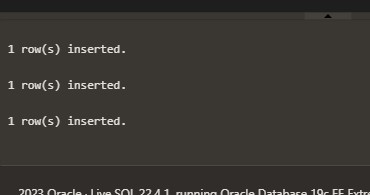 1 row(s) inserted.
1 row(s) inserted.
1 row(s) inserted.
2023 Oracle · Live SQL 22.4.1, running Oracle Database 19c EE Extre